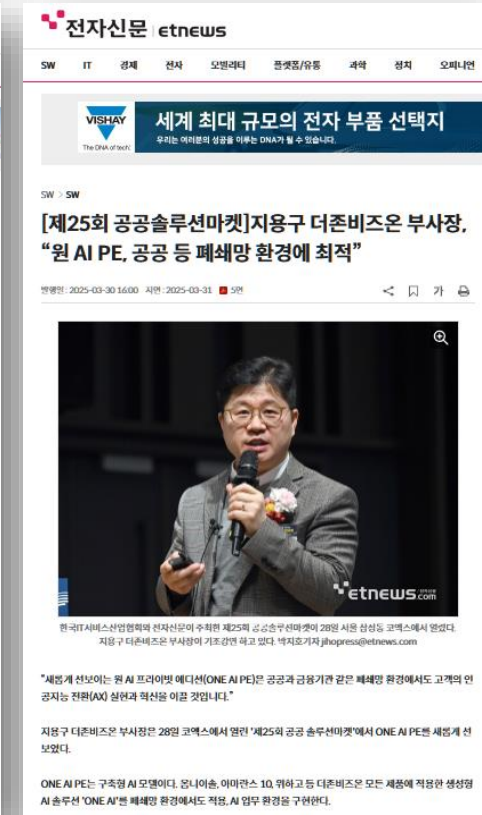 전자신문 etnews
SW IT 경제 전자 모빌리티 플랫폼/유통 과학 정치 오피니언
VISHAY
The DNA of tech
세계 최대 규모의 전자 부품 선택지
우리는 여러분의 성공을 이루는 DNA가 될 수 있습니다.
SW > SW
[제25회 공공솔루션마켓]지용구 더존비즈온 부사장,
“원 AI PE, 공공 등 폐쇄망 환경에 최적”
발행일 : 2025-03-30 16:00 지면 : 2025-03-31 5면
가
etnews.com
한국IT서비스산업협회와 전자신문이 주최한 제25회 공공솔루션마켓이 28일 서울 삼성동 코엑스에서 열렸다.
지용구 더존비즈온 부사장이 기조강연 하고 있다. 박지호기자 jihopress@etnews.com
"새롭게 선보이는 원 AI 프라이빗 에디션(ONE AI PE)은 공공과 금융기관 같은 폐쇄망 환경에서도 고객의 인
공지능 전환(AX) 실현과 혁신을 이끌 것입니다."
지용구 더존비즈온 부사장은 28일 코엑스에서 열린 '제25회 공공 솔루션마켓'에서 ONE AI PE를 새롭게 선
보였다.
ONE AI PE는 구축형 AI 모델이다. 옴니이솔, 아마란스 10, 위하고 등 더존비즈온 모든 제품에 적용한 생성형
AI 솔루션 'ONE AI'를 폐쇄망 환경에서도 적용, AI 업무 환경을 구현한다.